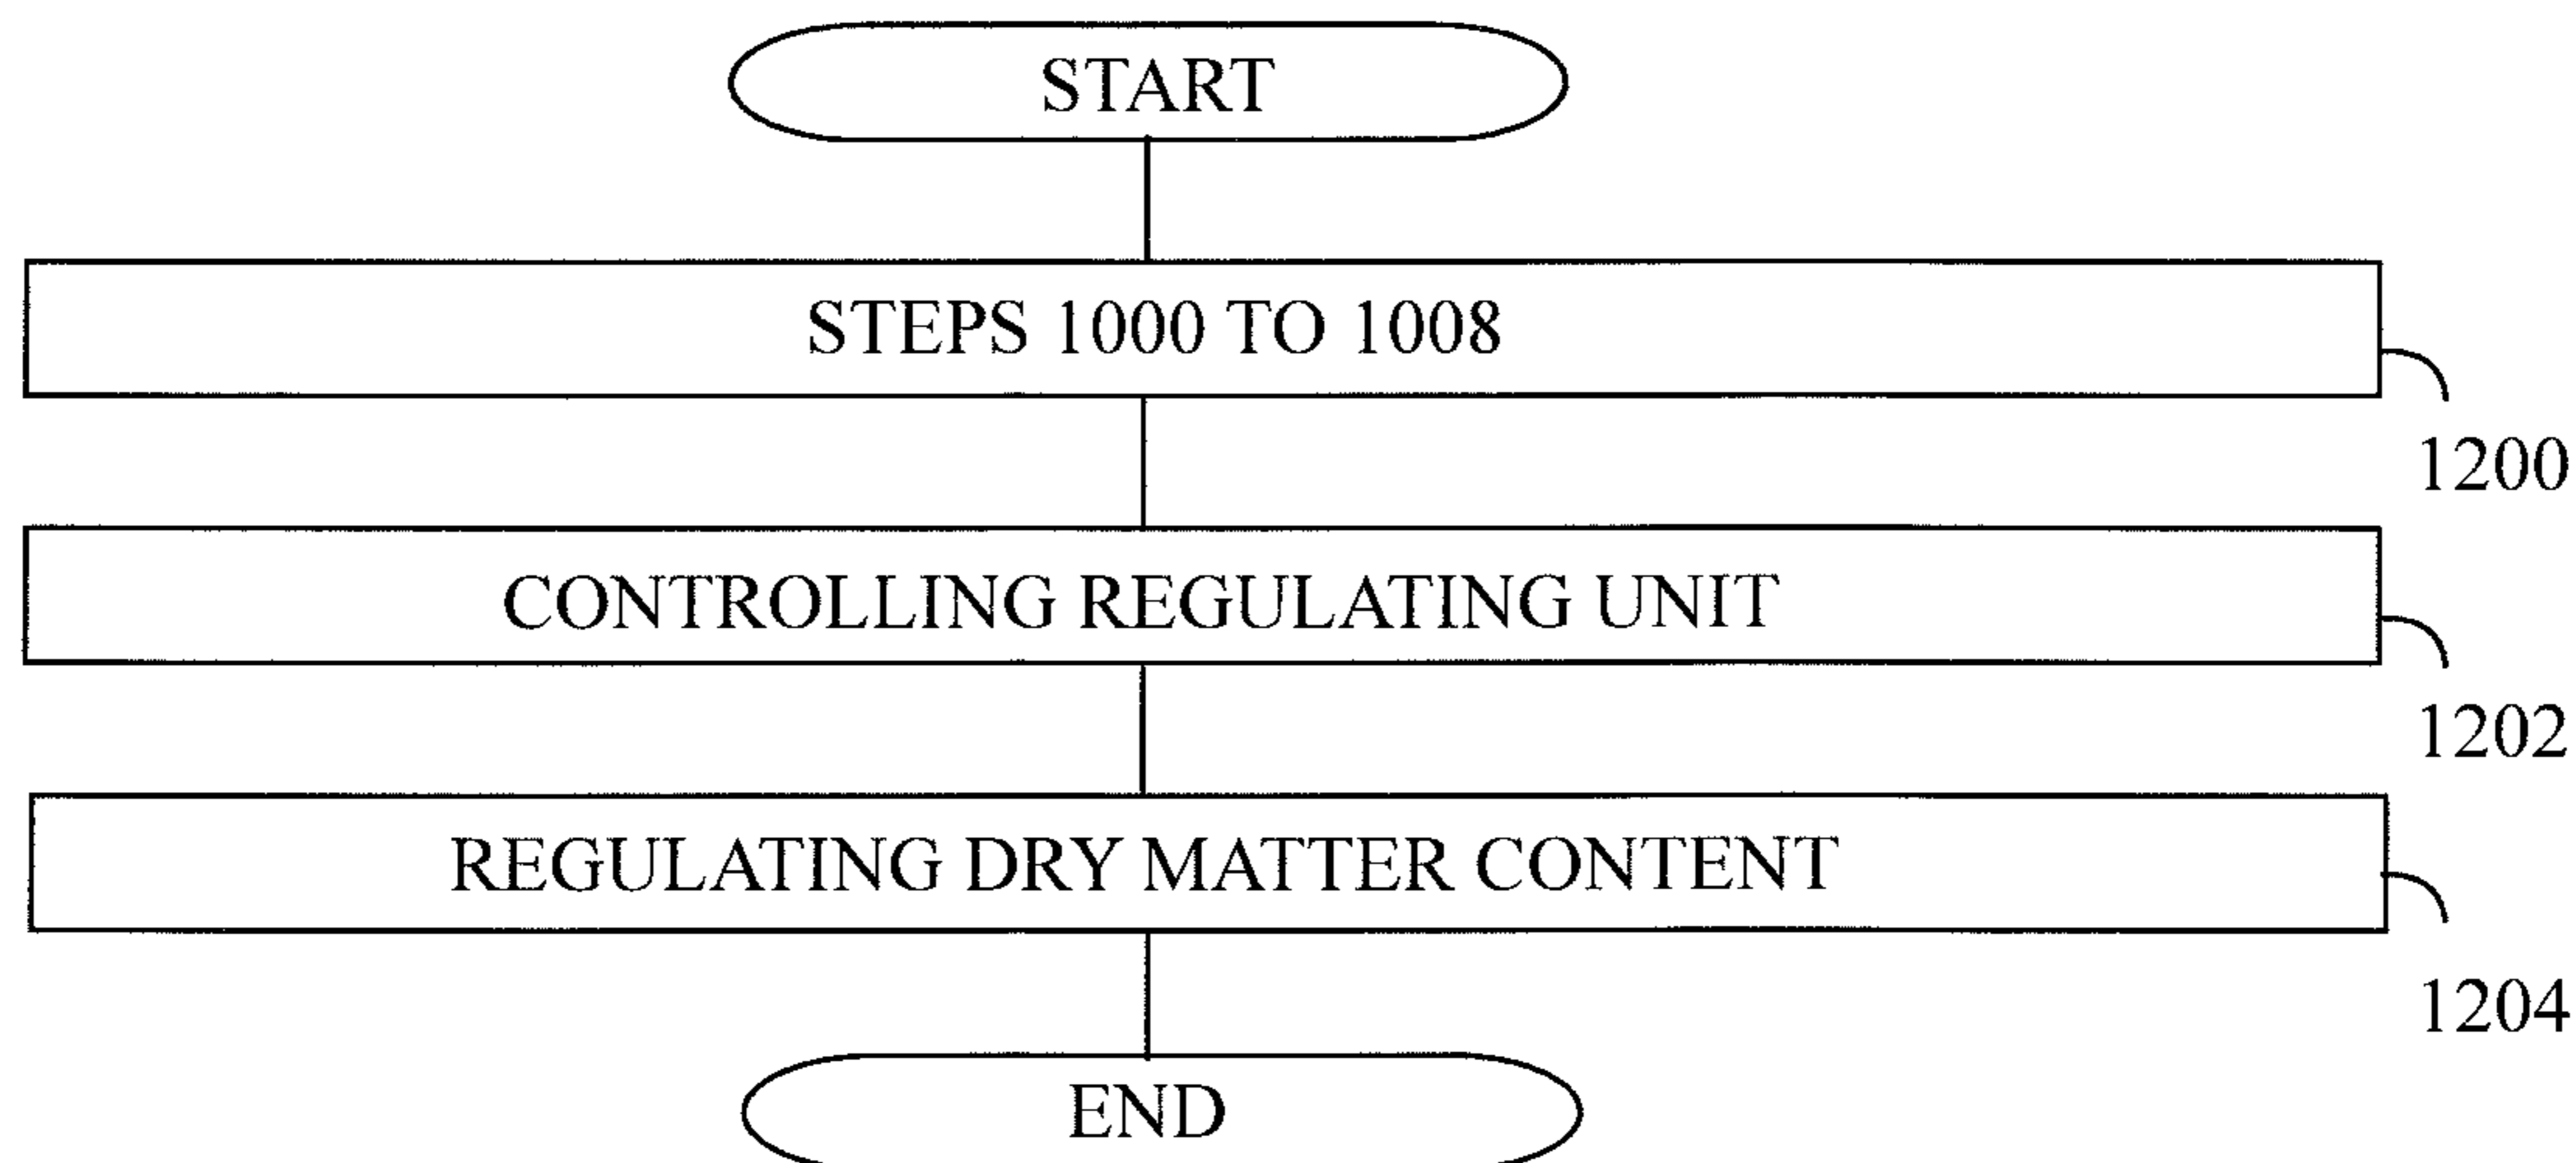 START
STEPS 1000 TO 1008
1200
CONTROLLING REGULATING UNIT
1202
REGULATING DRY MATTER CONTENT
1204
END